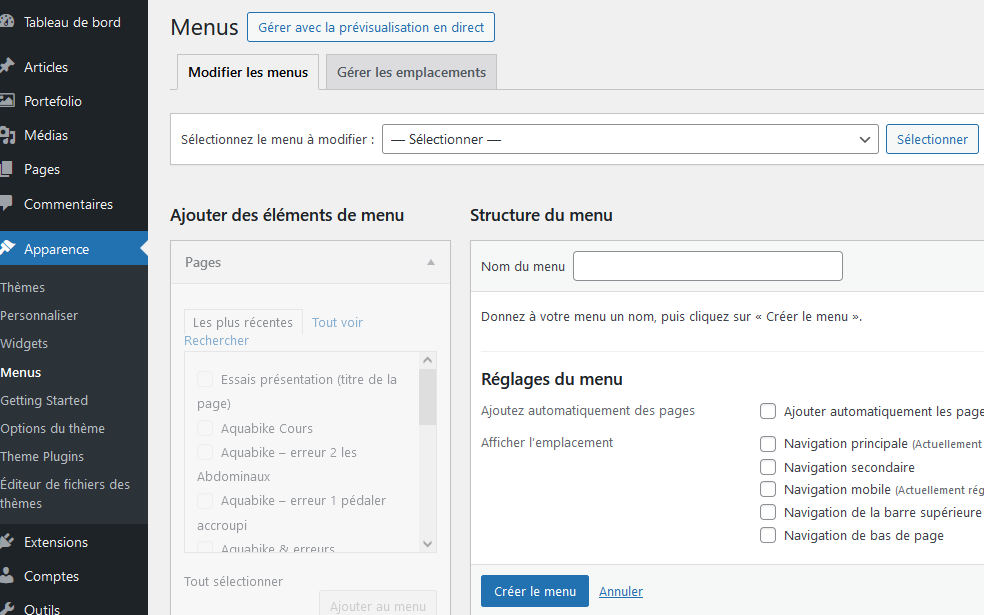 Tableau de bord
Articles
Portefolio
Médias
Pages
Commentaires
Apparence
Thèmes
Personnaliser
Widgets
Menus
Getting Started
Options du thème
Theme Plugins
Éditeur de fichiers des
thèmes
Extensions
Comptes
Outils
Menus
Gérer avec la prévisualisation en direct
Modifier les menus
Gérer les emplacements
Sélectionnez le menu à modifier :
— Sélectionner —
Sélectionner
Ajouter des éléments de menu
Pages
Les plus récentes
Tout voir
Rechercher
Essais présentation (titre de la
page)
Aquabike Cours
Aquabike – erreur 2 les
Abdominaux
Aquabike – erreur 1 pédaler
accroupi
Aquabike & erreurs
Tout sélectionner
Ajouter au menu
Structure du menu
Nom du menu
Donnez à votre menu un nom, puis cliquez sur « Créer le menu ».
Réglages du menu
Ajoutez automatiquement des pages
Ajouter automatiquement les page
Afficher l'emplacement
Navigation principale (Actuellement
Navigation secondaire
Navigation mobile (Actuellement rég
Navigation de la barre supérieure
Navigation de bas de page
Créer le menu
Annuler